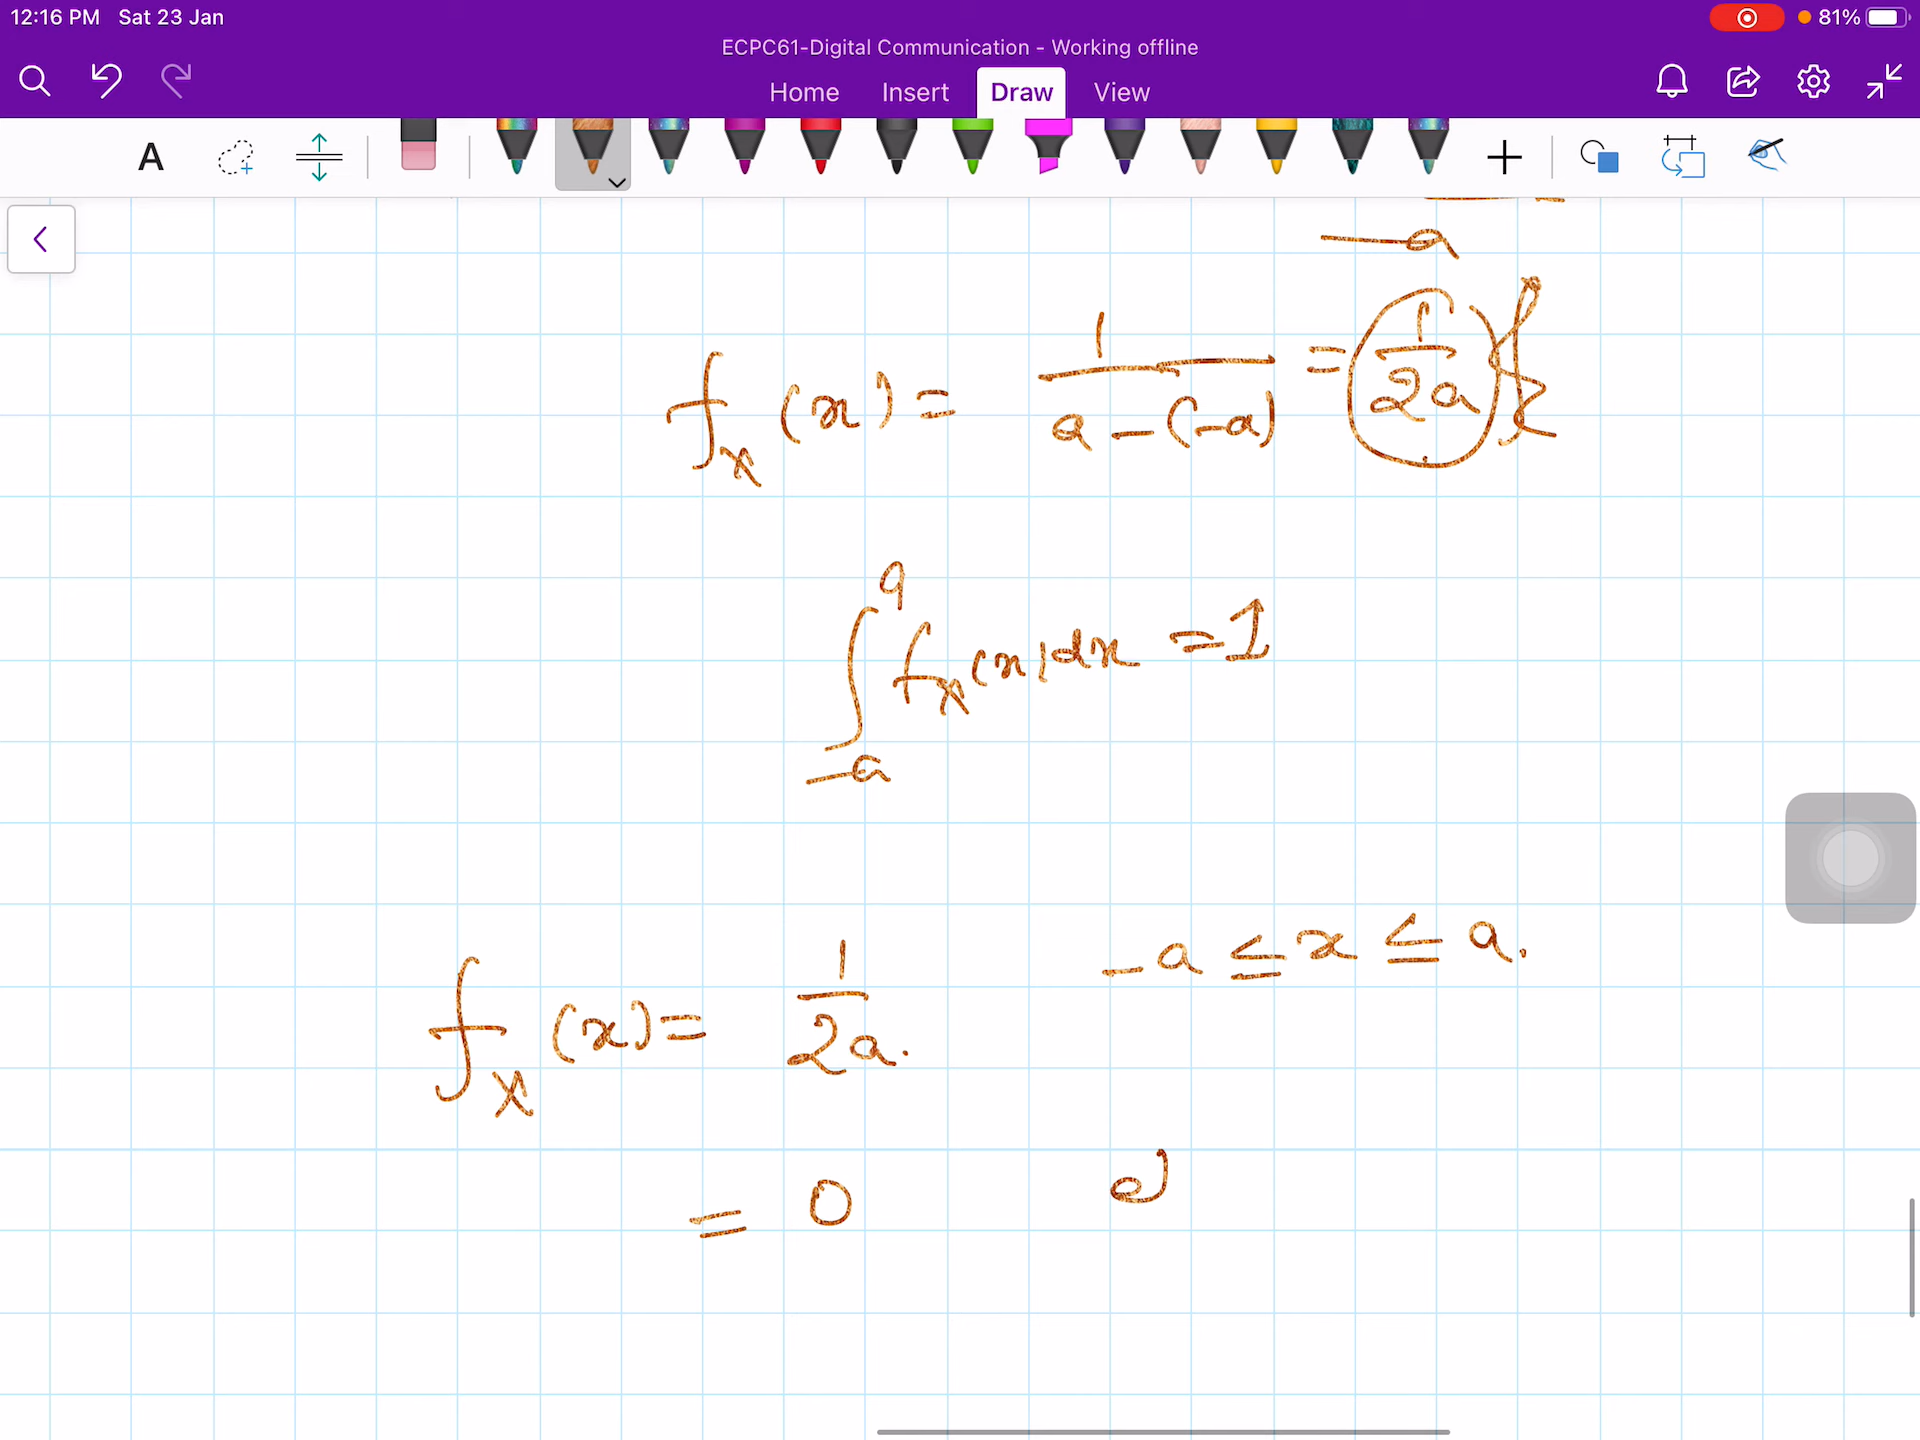 12:16 PM Sat 23 Jan
81%
ECPC61-Digital Communication - Working offline
Home Insert Draw View
A
-a
f_X (x) = 1/(a-(-a)) = (1/2a)
∫_{-a}^{a} f_X(x)dx = 1
f_X (x) = 1/2a. -a ≤ x ≤ a.
= 0 el